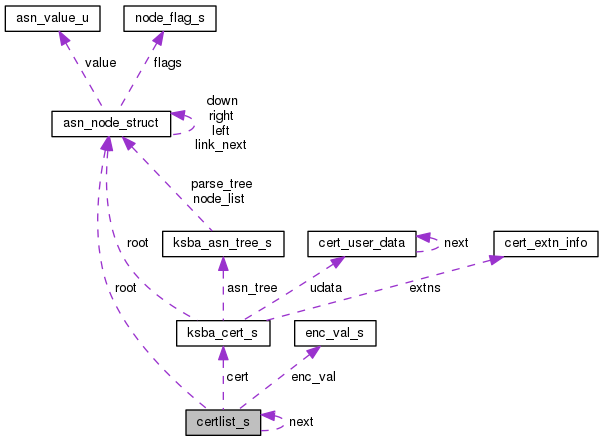 asn_value_u
node_flag_s
value
flags
asn_node_struct
down
right
left
link_next
parse_tree
node_list
root
ksba_asn_tree_s
cert_user_data
next
cert_extn_info
root
asn_tree
udata
extns
ksba_cert_s
enc_val_s
cert
enc_val
certlist_s
next